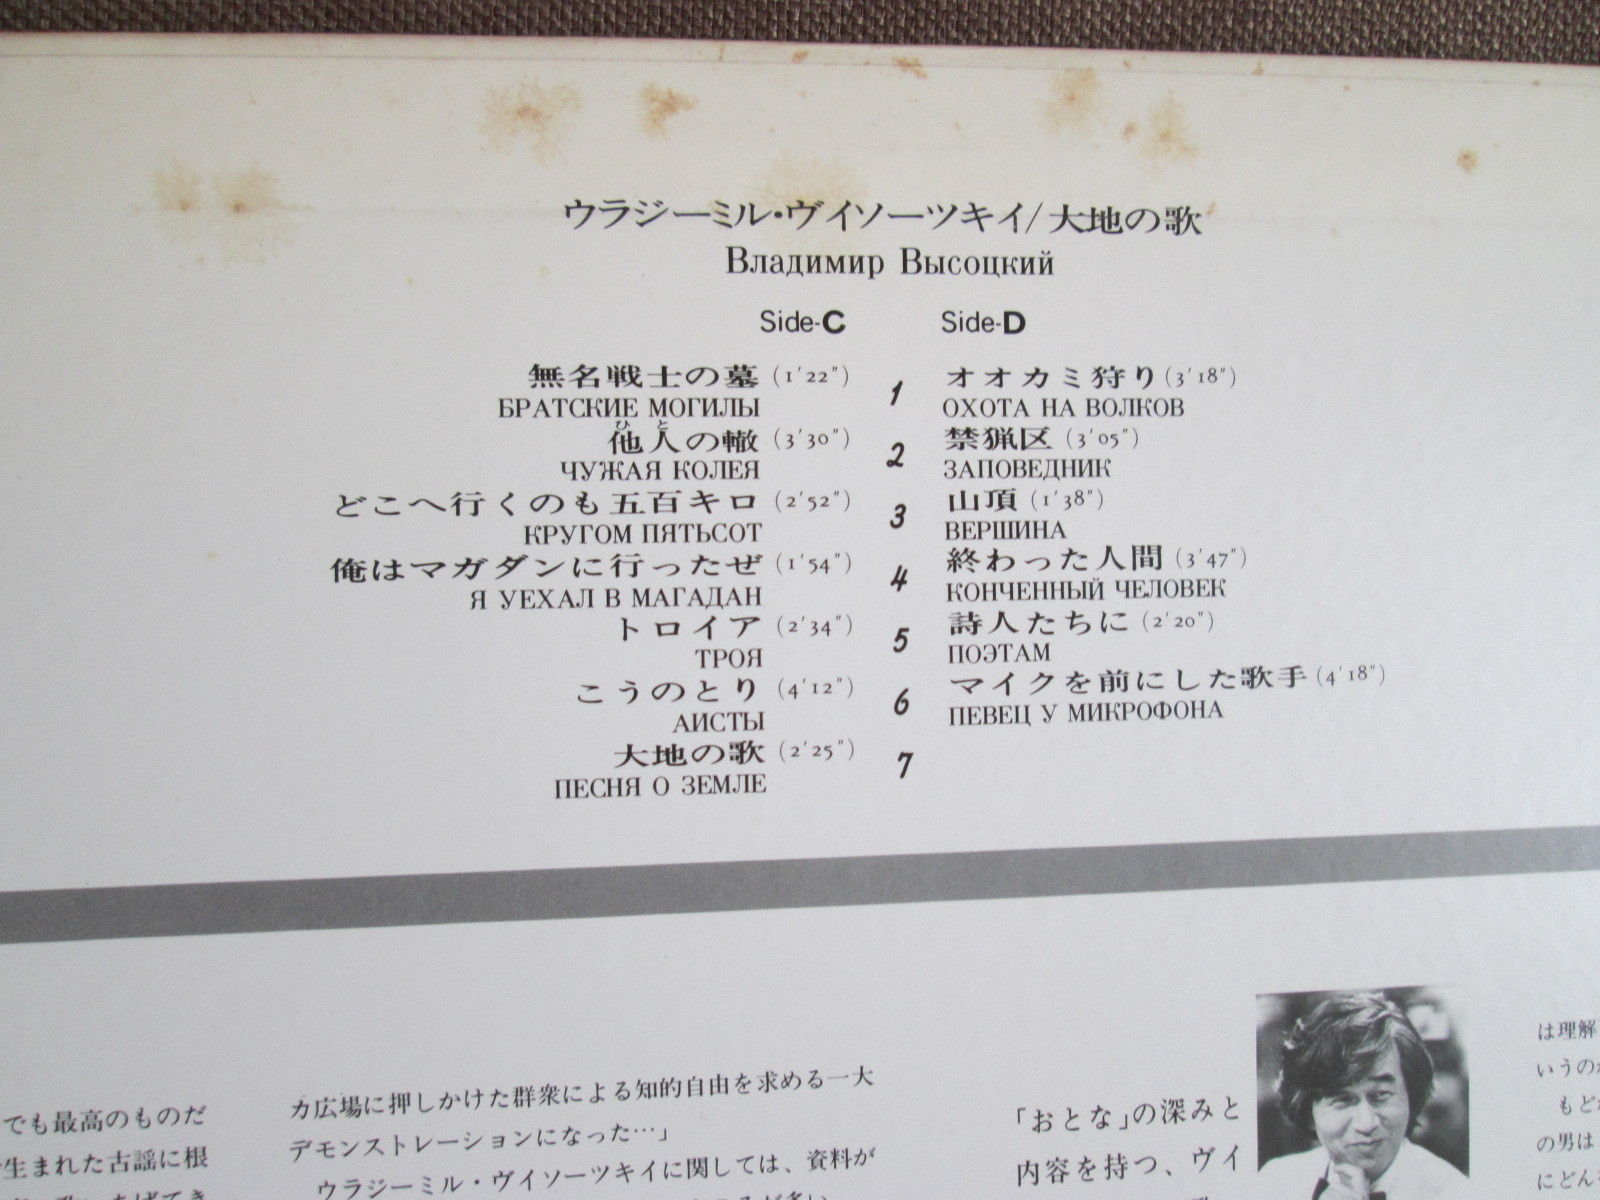 ウラジーミル・ヴイソーツキイ/大地の歌
Владимир Высоцкий
Side-C
無名戦士の墓 (1'22")
БРАТСКИЕ МОГИЛЫ
ひと
他人の轍 (3'30")
ЧУЖАЯ КОЛЕЯ
どこへ行くのも五百キロ (2'52")
КРУГОМ ПЯТЬСОТ
俺はマガダンに行ったぜ (1'54")
Я УЕХАЛ В МАГАДАН
トロイア (2'34")
ТРОЯ
こうのとり (4'12")
АИСТЫ
大地の歌 (2'25")
ПЕСНЯ О ЗЕМЛЕ
1
2
3
4
5
6
7
Side-D
オオカミ狩り (3'18")
ОХОТА НА ВОЛКОВ
禁猟区 (3'05")
ЗАПОВЕДНИК
山頂 (1'38")
ВЕРШИНА
終わった人間 (3'47")
КОНЧЕННЫЙ ЧЕЛОВЕК
詩人たちに (2'20")
ПОЭТАМ
マイクを前にした歌手 (4'18")
ПЕВЕЦ У МИКРОФОНА
でも最高のものだ
生まれた古謡に根
カ広場に押しかけた群衆による知的自由を求める一大
デモンストレーションになった…」
ウラジーミル・ヴイソーツキイに関しては、資料が
「おとな」の深みと
内容を持つ、ヴイ
は理解
いうの
もど
の男は
にどん